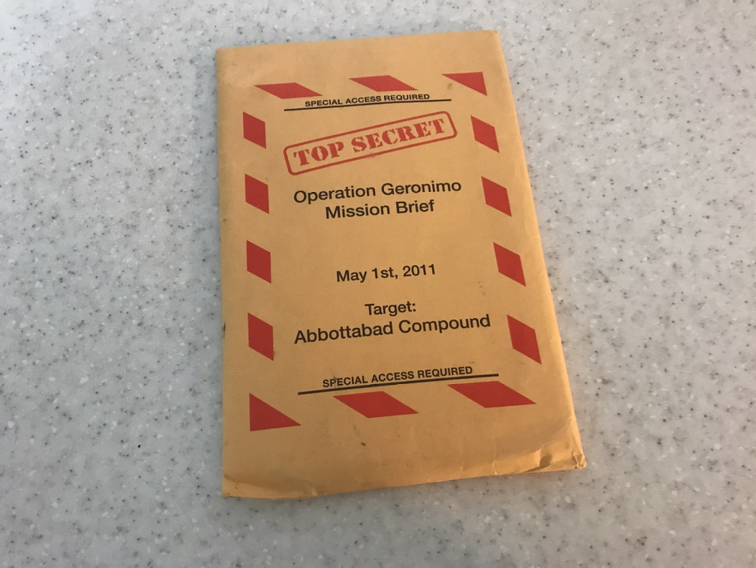 SPECIAL ACCESS REQUIRED
TOP SECRET
Operation Geronimo
Mission Brief
May 1st, 2011
Target:
Abbottabad Compound
SPECIAL ACCESS REQUIRED